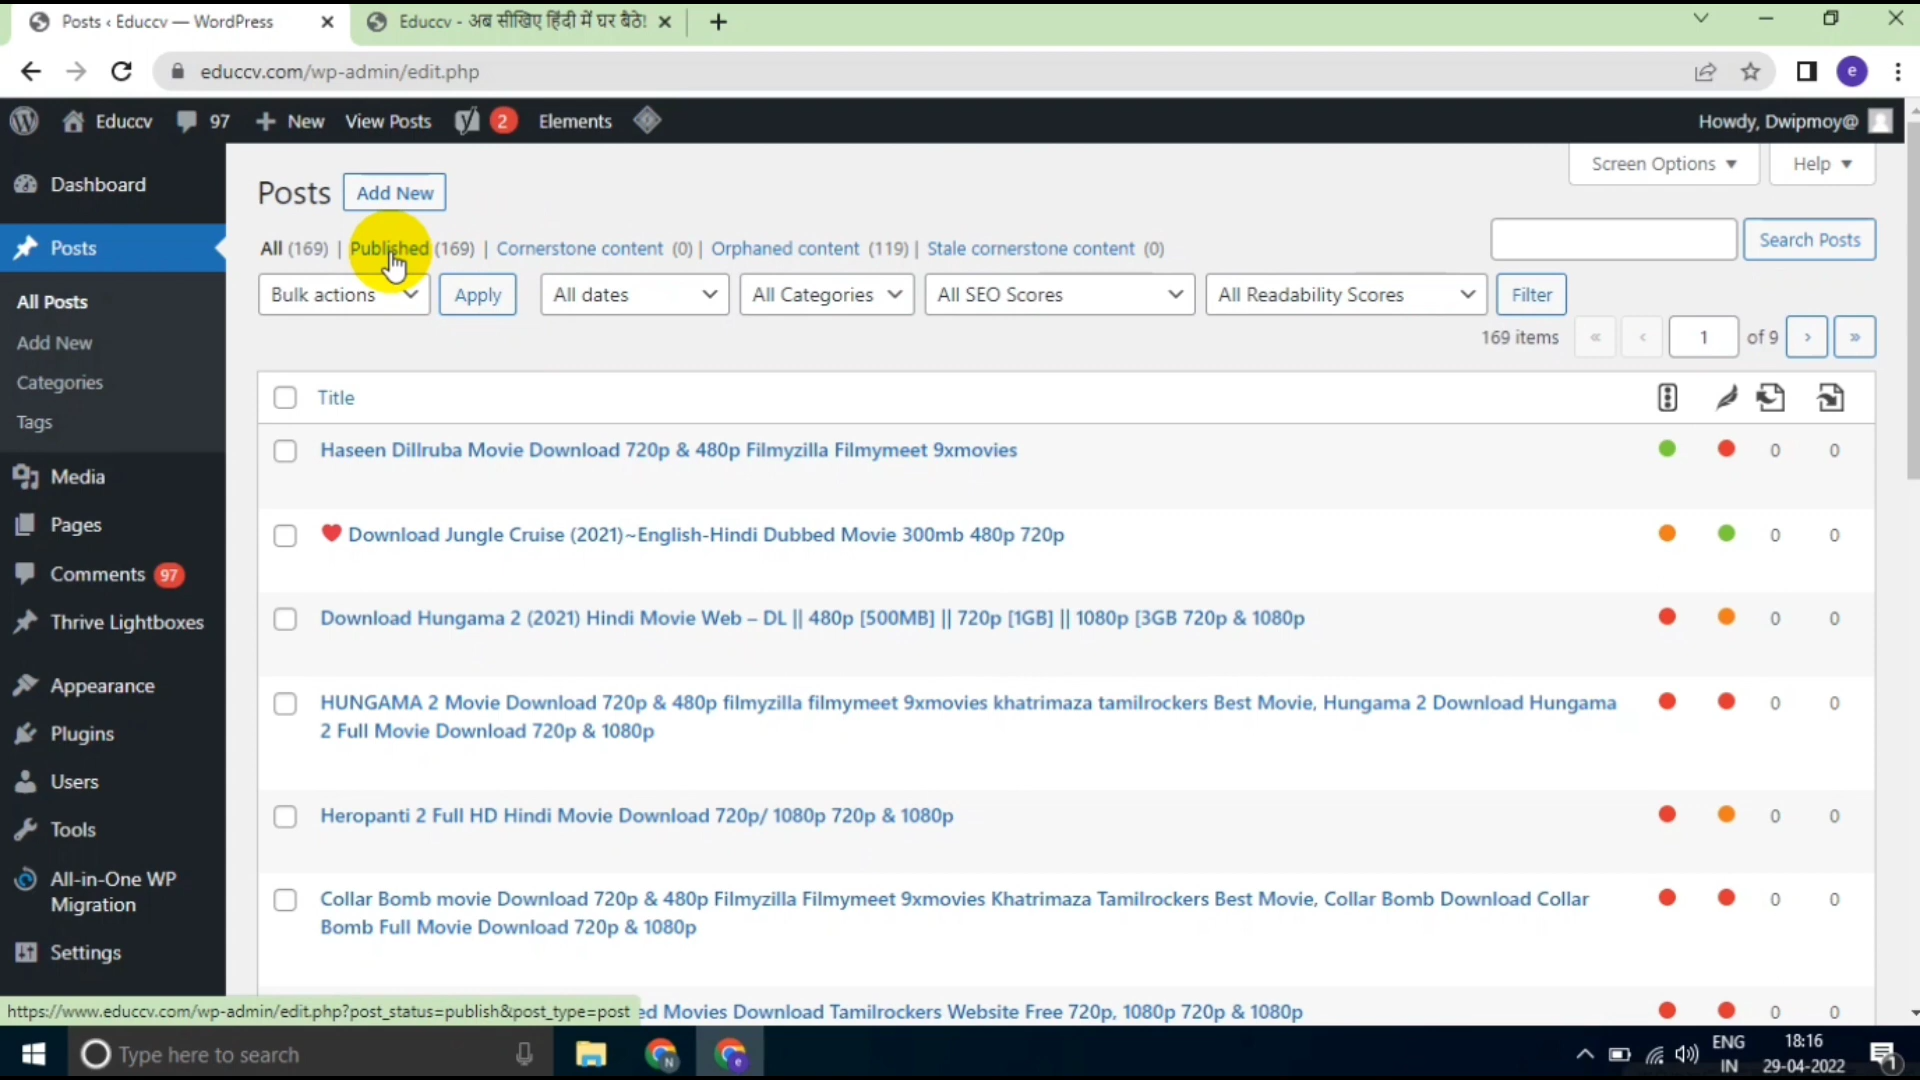 Posts ‹ Educcv — WordPress
Educcv - अब सीखिए हिंदी में घर बैठे!
educcv.com/wp-admin/edit.php
e
Educcv 97 New View Posts 2 Elements
Howdy, Dwipmoy@
Dashboard
Posts
All Posts
Add New
Categories
Tags
Media
Pages
Comments 97
Thrive Lightboxes
Appearance
Plugins
Users
Tools
All-in-One WP
Migration
Settings
Screen Options
Help
Posts Add New
All (169) | Published (169) | Cornerstone content (0) | Orphaned content (119) | Stale cornerstone content (0)
Search Posts
Bulk actions Apply All dates All Categories All SEO Scores All Readability Scores Filter
169 items « ‹ 1 of 9 › »
Title
Haseen Dillruba Movie Download 720p & 480p Filmyzilla Filmymeet 9xmovies 0 0
Download Jungle Cruise (2021)~English-Hindi Dubbed Movie 300mb 480p 720p 0 0
Download Hungama 2 (2021) Hindi Movie Web – DL || 480p [500MB] || 720p [1GB] || 1080p [3GB 720p & 1080p 0 0
HUNGAMA 2 Movie Download 720p & 480p filmyzilla filmymeet 9xmovies khatrimaza tamilrockers Best Movie, Hungama 2 Download Hungama 0 0
2 Full Movie Download 720p & 1080p
Heropanti 2 Full HD Hindi Movie Download 720p/ 1080p 720p & 1080p 0 0
Collar Bomb movie Download 720p & 480p Filmyzilla Filmymeet 9xmovies Khatrimaza Tamilrockers Best Movie, Collar Bomb Download Collar 0 0
Bomb Full Movie Download 720p & 1080p
ed Movies Download Tamilrockers Website Free 720p, 1080p 720p & 1080p 0 0
https://www.educcv.com/wp-admin/edit.php?post_status=publish&post_type=post
Type here to search
N
e
ENG
IN
18:16
29-04-2022
1